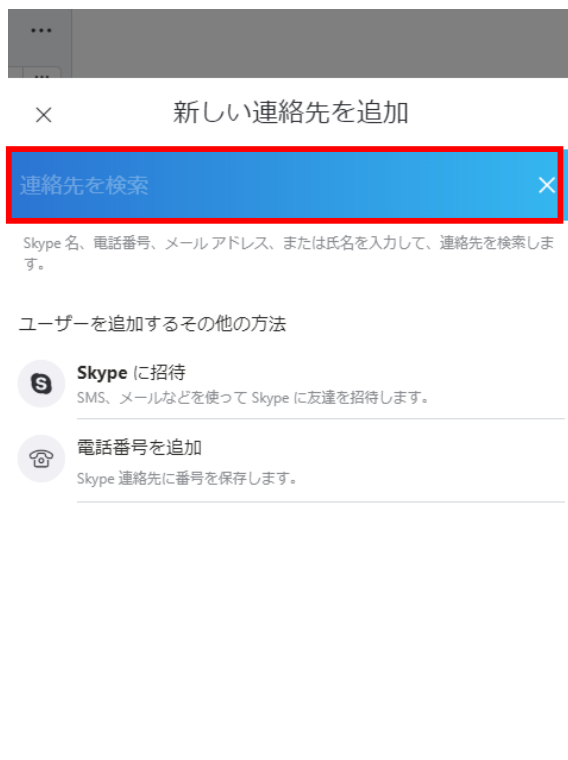 新しい連絡先を追加
連絡先を検索
Skype 名、電話番号、メール アドレス、または氏名を入力して、連絡先を検索しま
す。
ユーザーを追加するその他の方法
Skype に招待
SMS、メールなどを使って Skype に友達を招待します。
電話番号を追加
Skype 連絡先に番号を保存します。